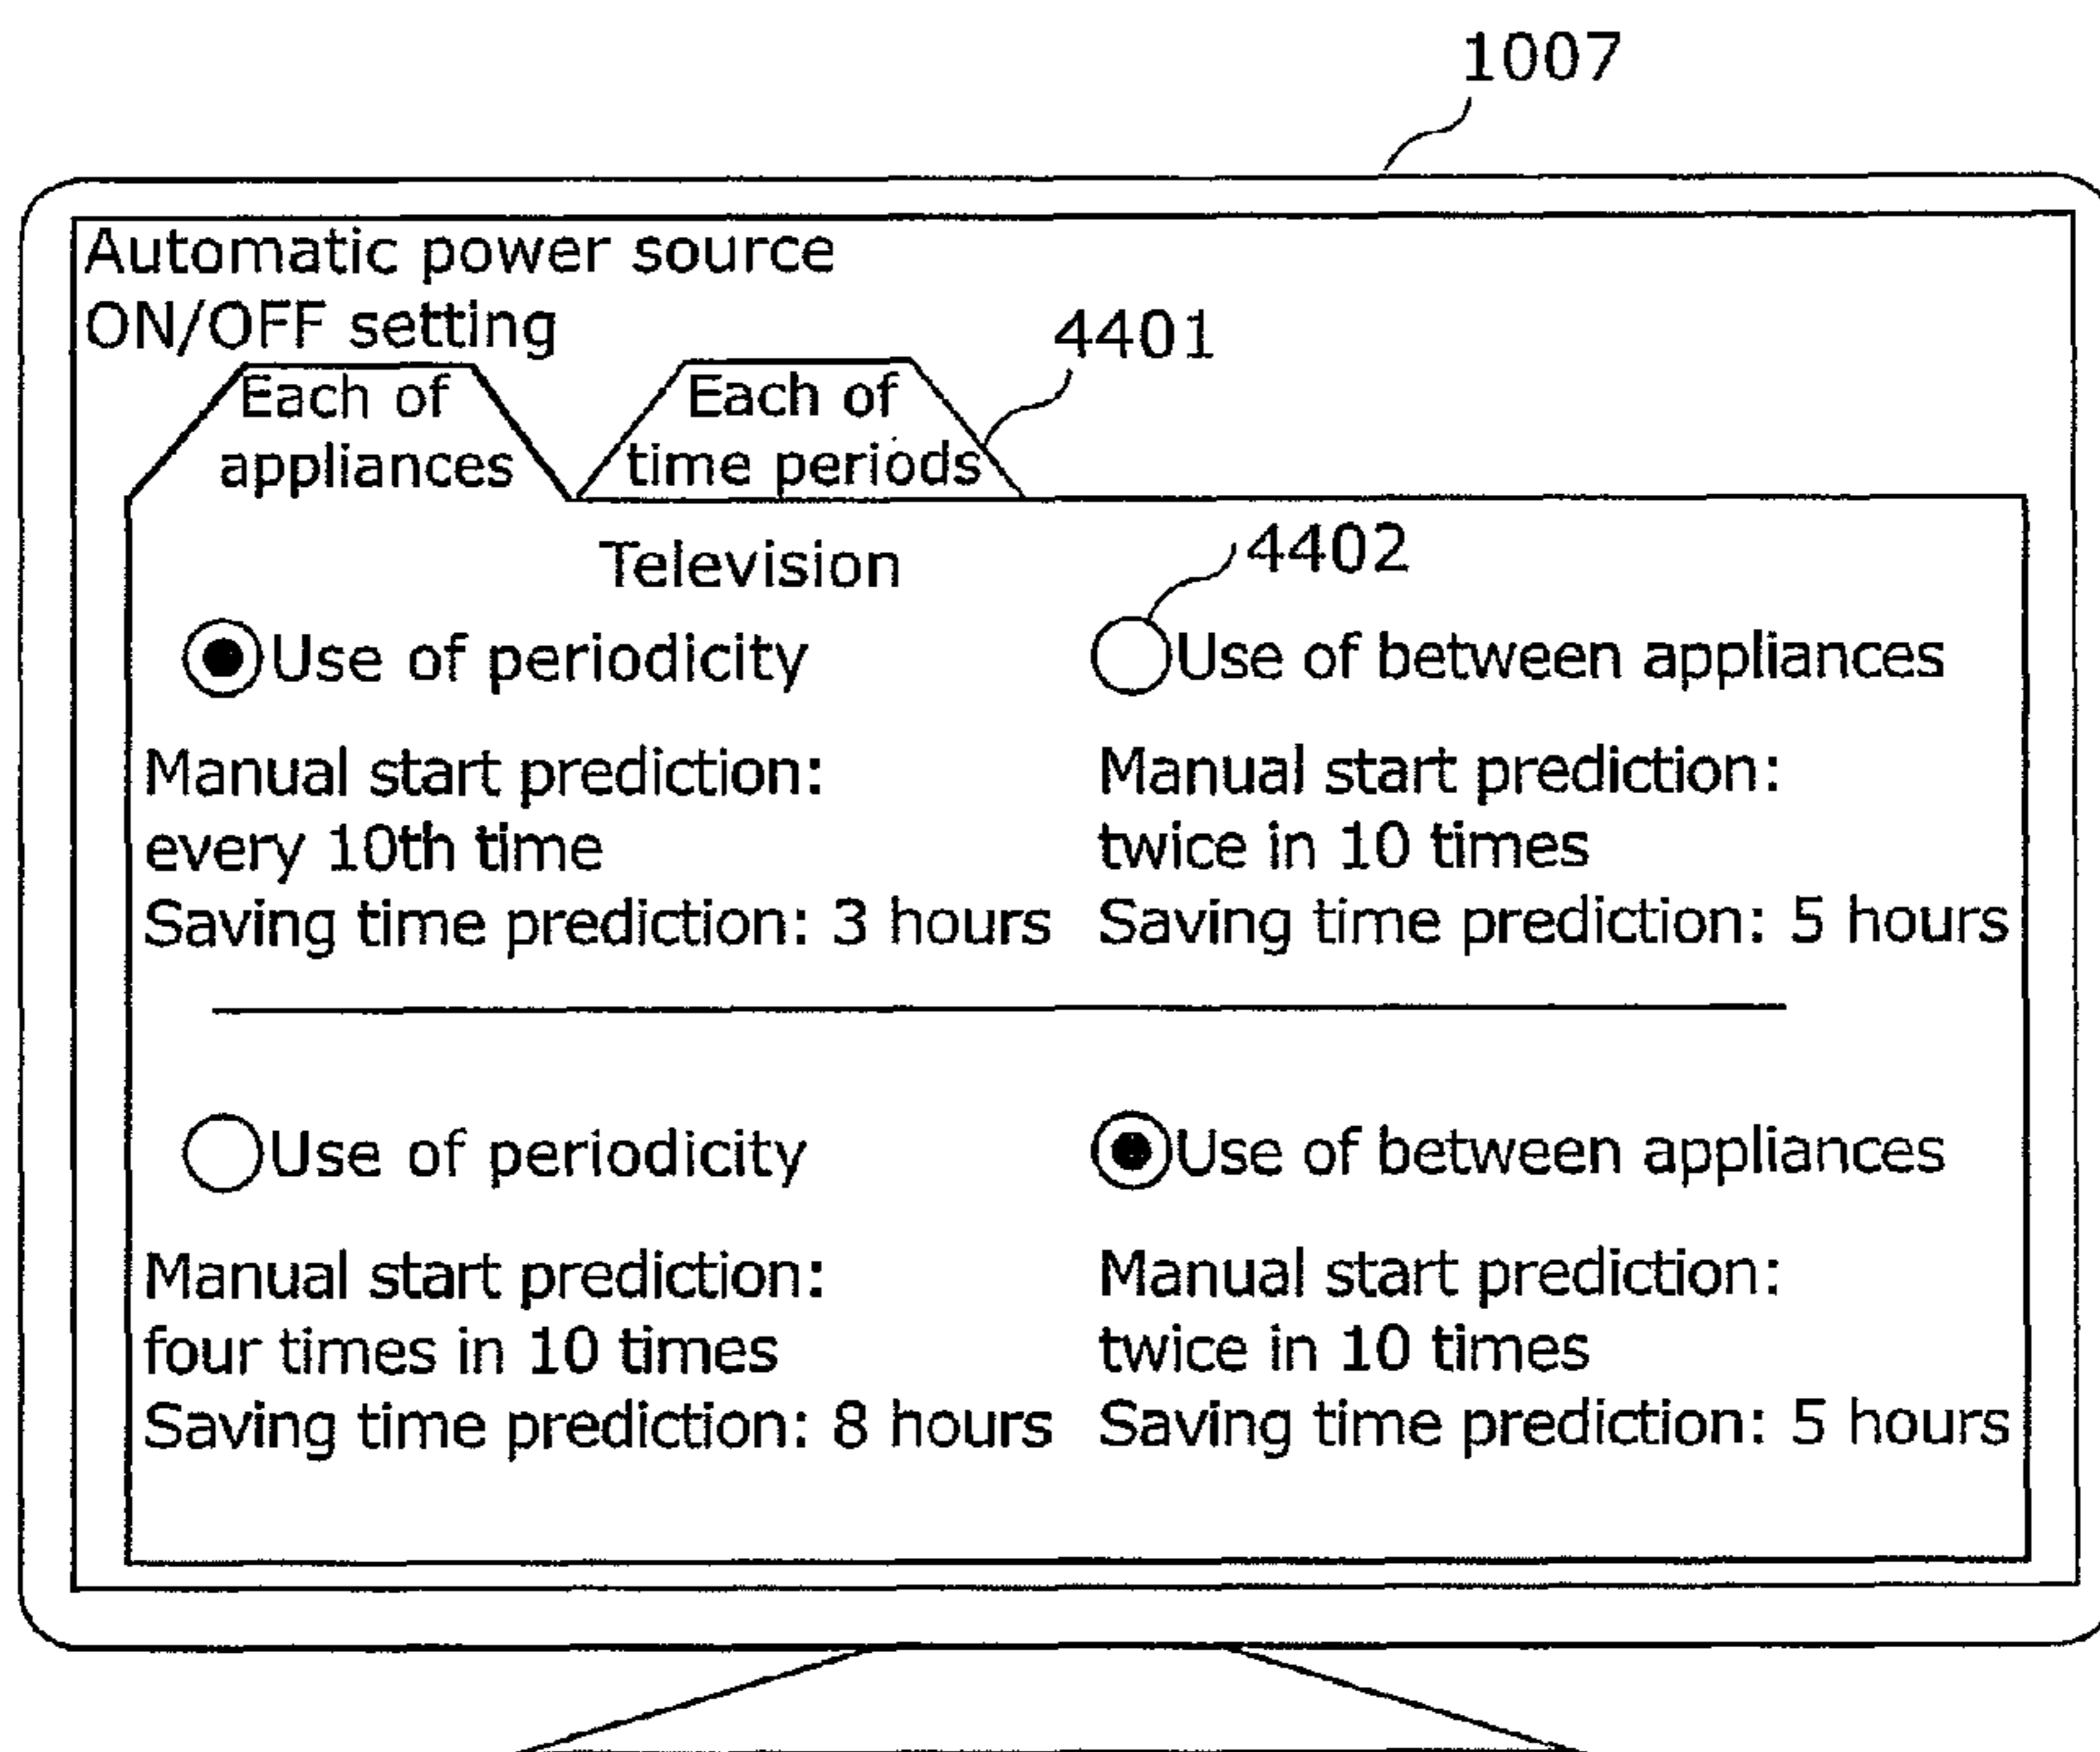 1007
Automatic power source
ON/OFF setting
4401
Each of
appliances
Each of
time periods
Television
4402
Use of periodicity
Use of between appliances
Manual start prediction:
every 10th time
Saving time prediction: 3 hours
Manual start prediction:
twice in 10 times
Saving time prediction: 5 hours
Use of periodicity
Use of between appliances
Manual start prediction:
four times in 10 times
Saving time prediction: 8 hours
Manual start prediction:
twice in 10 times
Saving time prediction: 5 hours